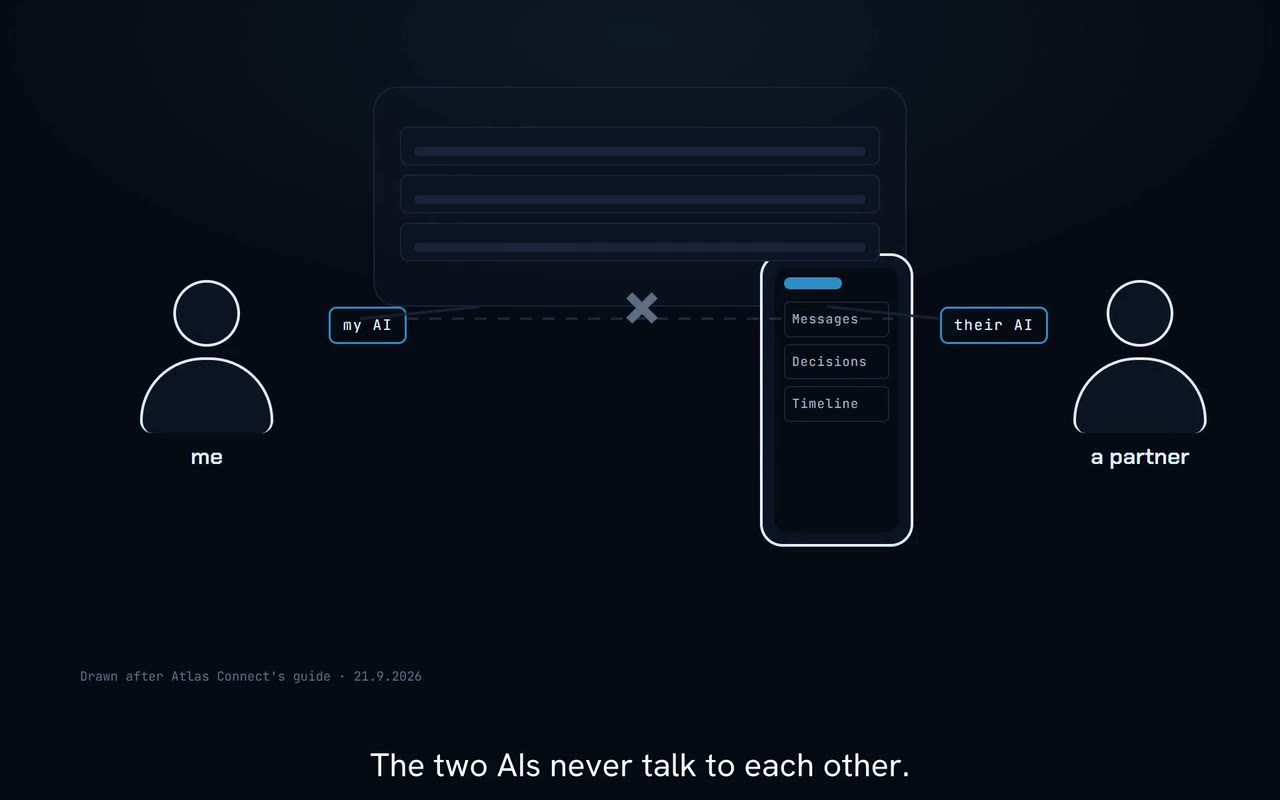 my AI
Messages
their AI
Decisions
Timeline
me
a partner
Drawn after Atlas Connect's guide · 21.9.2026
The two AIs never talk to each other.